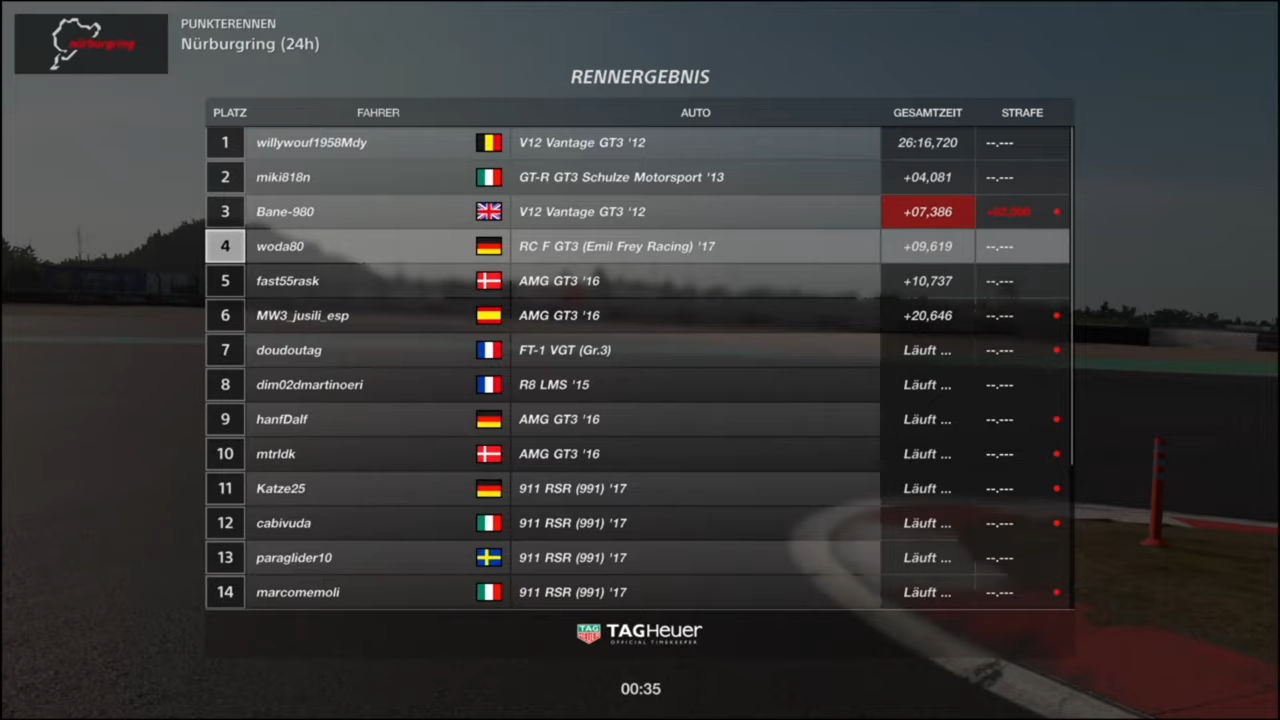 PUNKTERENNEN
Nürburgring (24h)
nürburgring
RENNERGEBNIS
PLATZ FAHRER AUTO GESAMTZEIT STRAFE
1 willywouf1958Mdy V12 Vantage GT3 '12 26:16,720 --.---
2 miki818n GT-R GT3 Schulze Motorsport '13 +04,081 --.---
3 Bane-980 V12 Vantage GT3 '12 +07,386 +02,000
4 woda80 RC F GT3 (Emil Frey Racing) '17 +09,619 --.---
5 fast55rask AMG GT3 '16 +10,737 --.---
6 MW3_jusili_esp AMG GT3 '16 +20,646 --.---
7 doudoutag FT-1 VGT (Gr.3) Läuft ... --.---
8 dim02dmartinoeri R8 LMS '15 Läuft ... --.---
9 hanfDalf AMG GT3 '16 Läuft ... --.---
10 mtrldk AMG GT3 '16 Läuft ... --.---
11 Katze25 911 RSR (991) '17 Läuft ... --.---
12 cabivuda 911 RSR (991) '17 Läuft ... --.---
13 paraglider10 911 RSR (991) '17 Läuft ... --.---
14 marcomemoli 911 RSR (991) '17 Läuft ... --.---
TAG HEUER TAGHeuer
OFFICIAL TIMEKEEPER
00:35